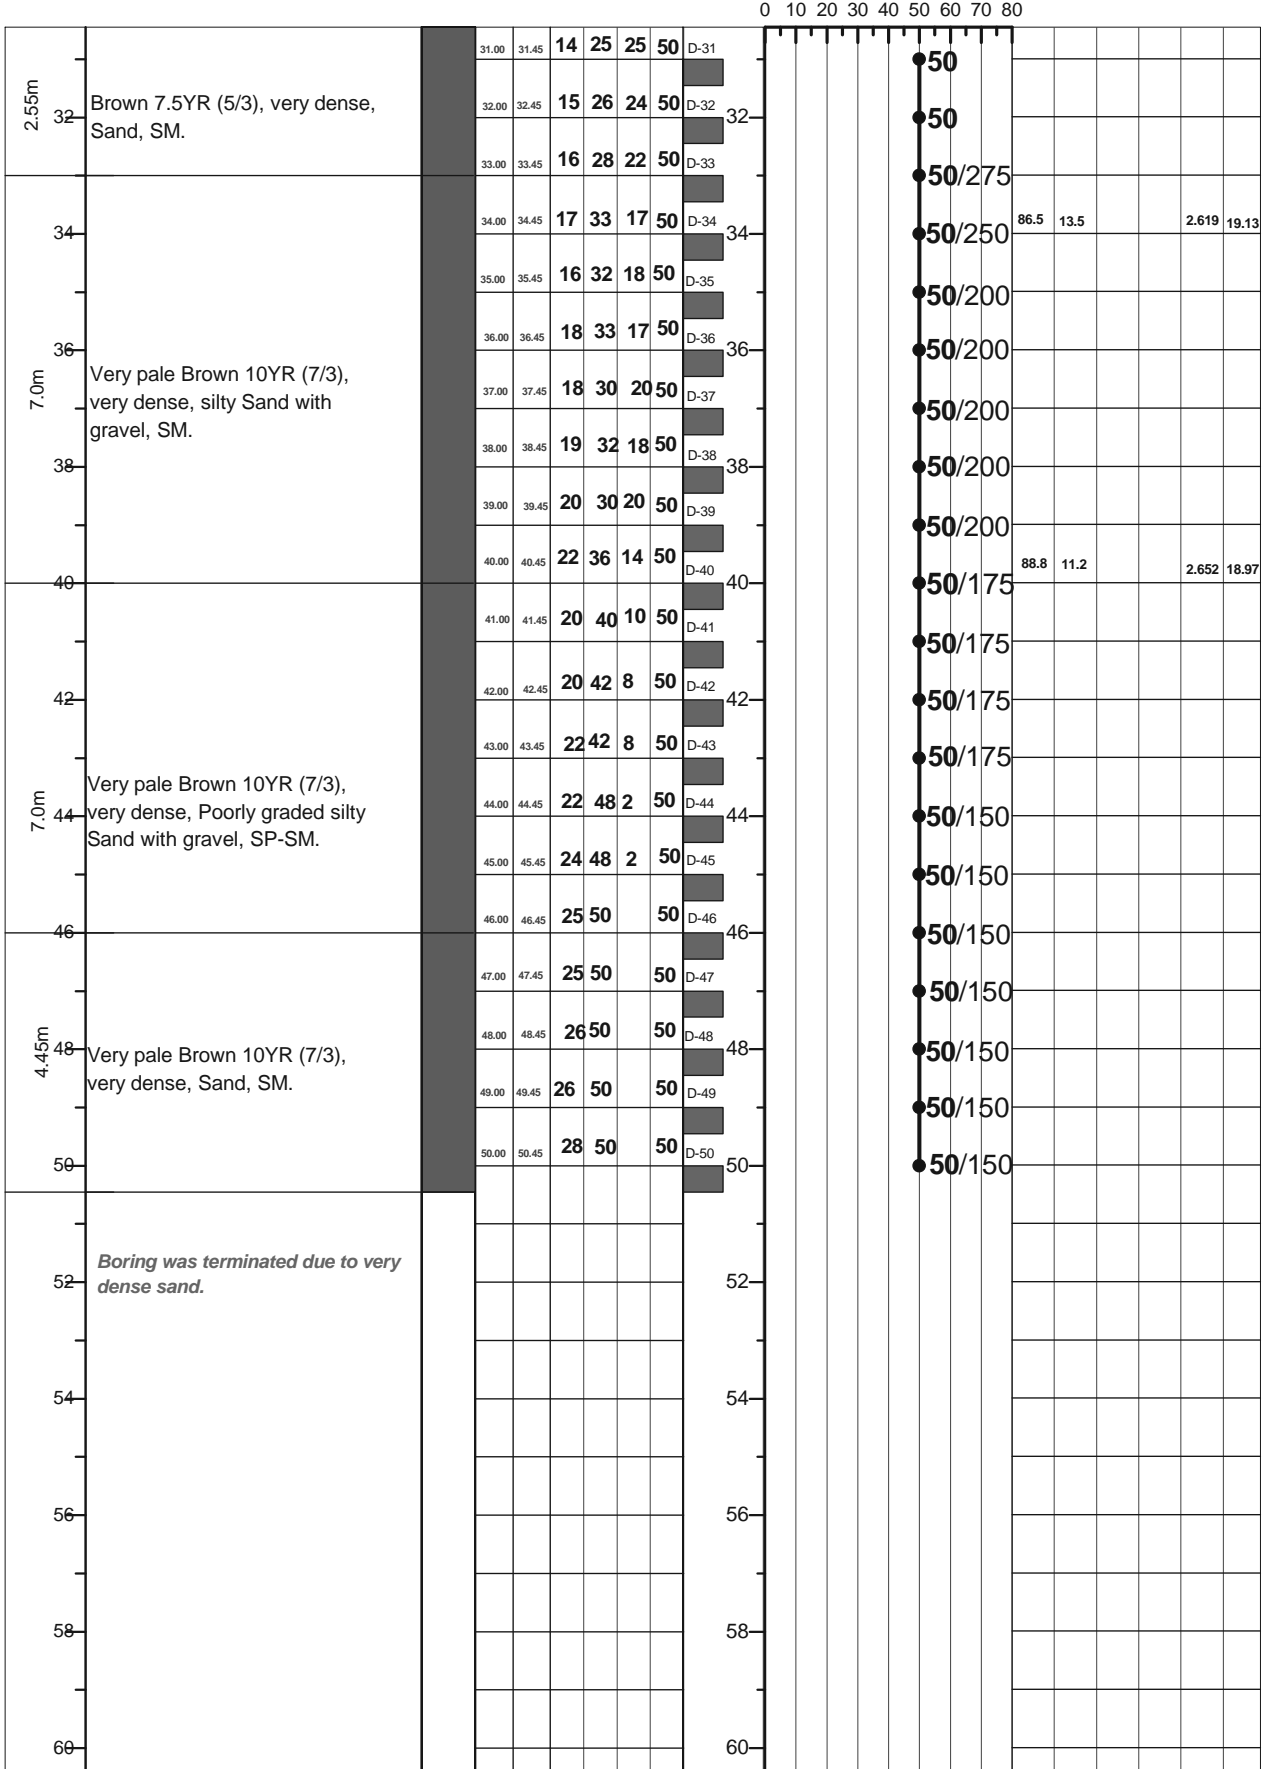 0 10 20 30 40 50 60 70 80
31.00 31.45 14 25 25 50 D-31
50
2.55m
Brown 7.5YR (5/3), very dense,
Sand, SM.
32 32.00 32.45 15 26 24 50 D-32 32
50
33.00 33.45 16 28 22 50 D-33
50/275
34 34.00 34.45 17 33 17 50 D-34 34
50/250 86.5 13.5 2.619 19.13
35.00 35.45 16 32 18 50 D-35
50/200
36 36.00 36.45 18 33 17 50 D-36 36
50/200
7.0m
Very pale Brown 10YR (7/3),
very dense, silty Sand with
gravel, SM.
37.00 37.45 18 30 20 50 D-37
50/200
38 38.00 38.45 19 32 18 50 D-38 38
50/200
39.00 39.45 20 30 20 50 D-39
50/200
40 40.00 40.45 22 36 14 50 D-40 40
50/175 88.8 11.2 2.652 18.97
41.00 41.45 20 40 10 50 D-41
50/175
42 42.00 42.45 20 42 8 50 D-42 42
50/175
43.00 43.45 22 42 8 50 D-43
50/175
7.0m
Very pale Brown 10YR (7/3),
very dense, Poorly graded silty
Sand with gravel, SP-SM.
44 44.00 44.45 22 48 2 50 D-44 44
50/150
45.00 45.45 24 48 2 50 D-45
50/150
46 46.00 46.45 25 50 50 D-46 46
50/150
47.00 47.45 25 50 50 D-47
50/150
4.45m
48 48.00 48.45 26 50 50 D-48 48
50/150
Very pale Brown 10YR (7/3),
very dense, Sand, SM.
49.00 49.45 26 50 50 D-49
50/150
50 50.00 50.45 28 50 50 D-50 50
50/150
Boring was terminated due to very
dense sand.
52 52
54 54
56 56
58 58
60 60